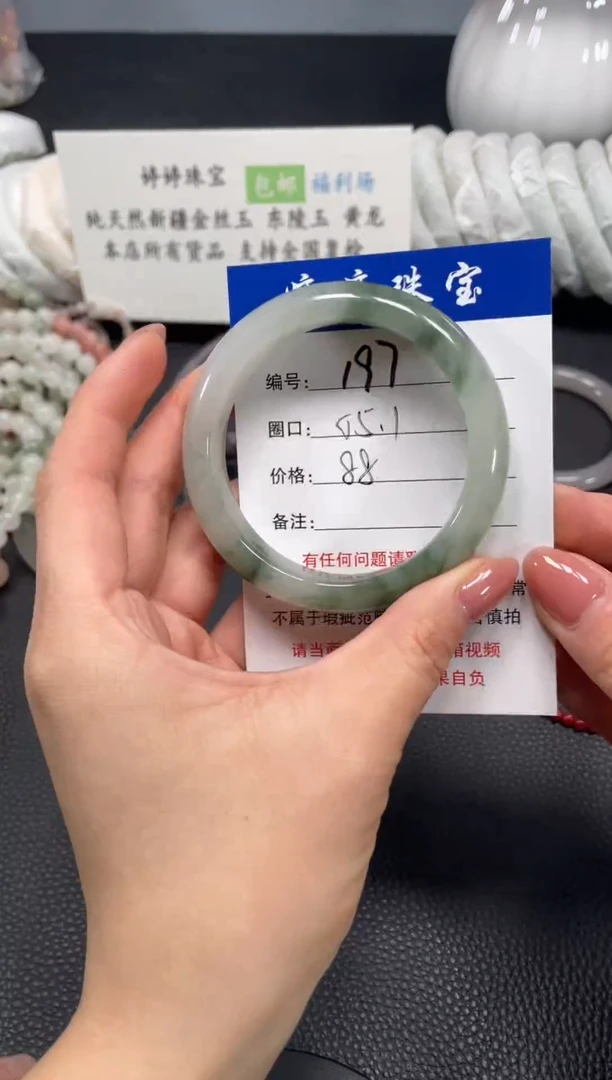 婷婷珠宝 包邮 福利场
纯天然新疆金丝玉 东陵玉 黄龙
本店所有货品 支持全国复检
珠宝
编号: 197
圈口: 55.1
价格: 88
备注:
有任何问题请
常
不属于瑕疵范 慎拍
请当 视频
果自负